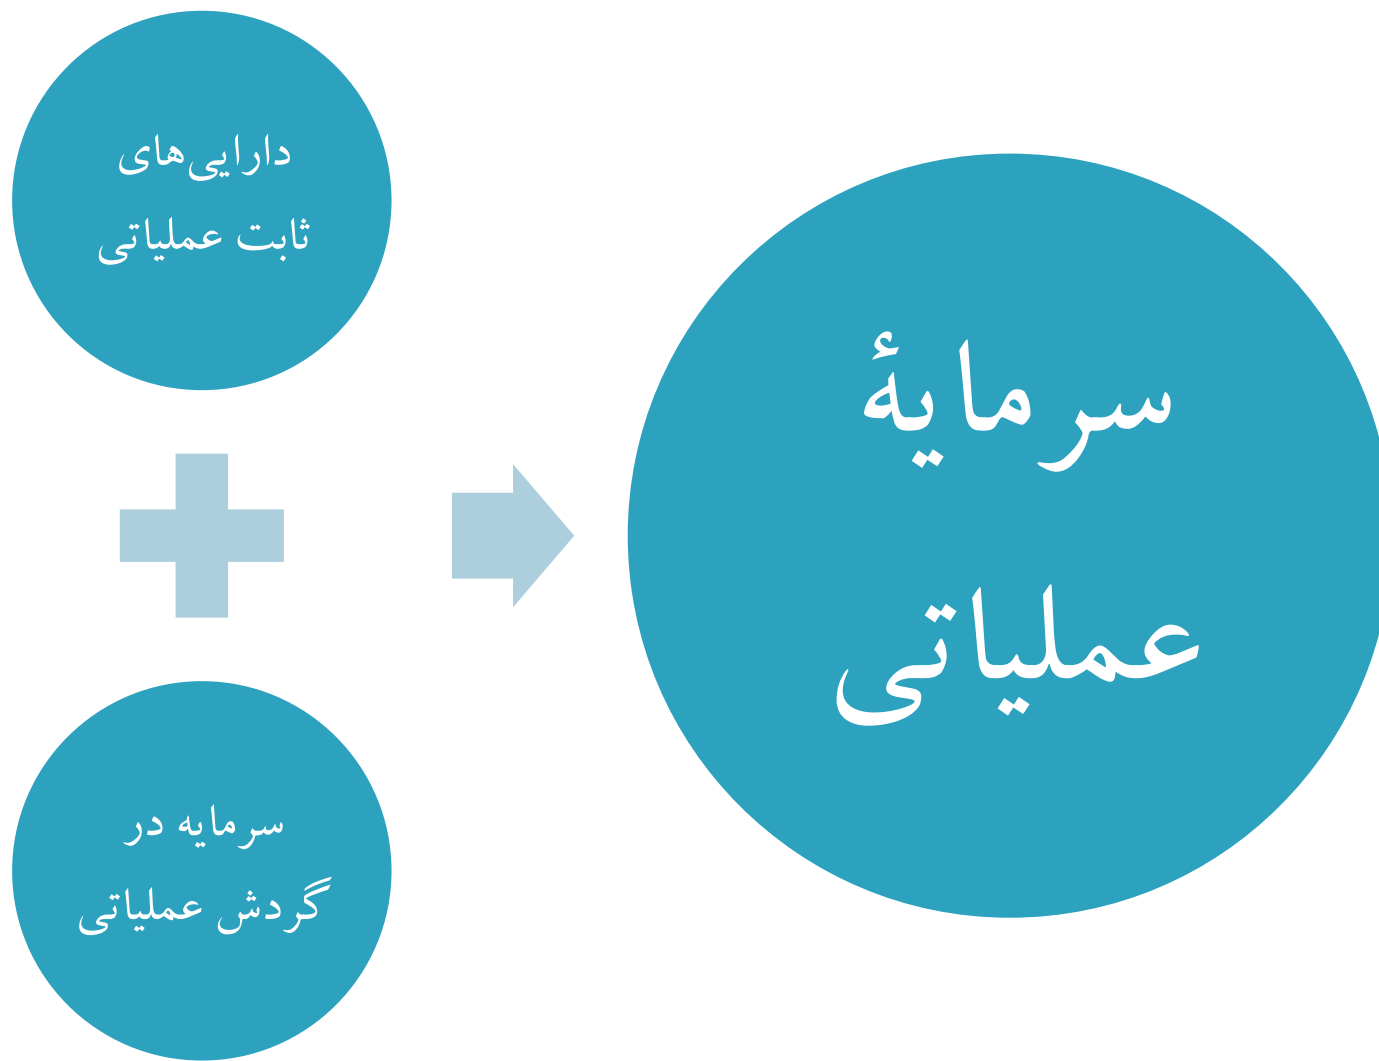 دارایی‌های
ثابت عملیاتی
سرمایه در
گردش عملیاتی
سرمایهٔ
عملیاتی